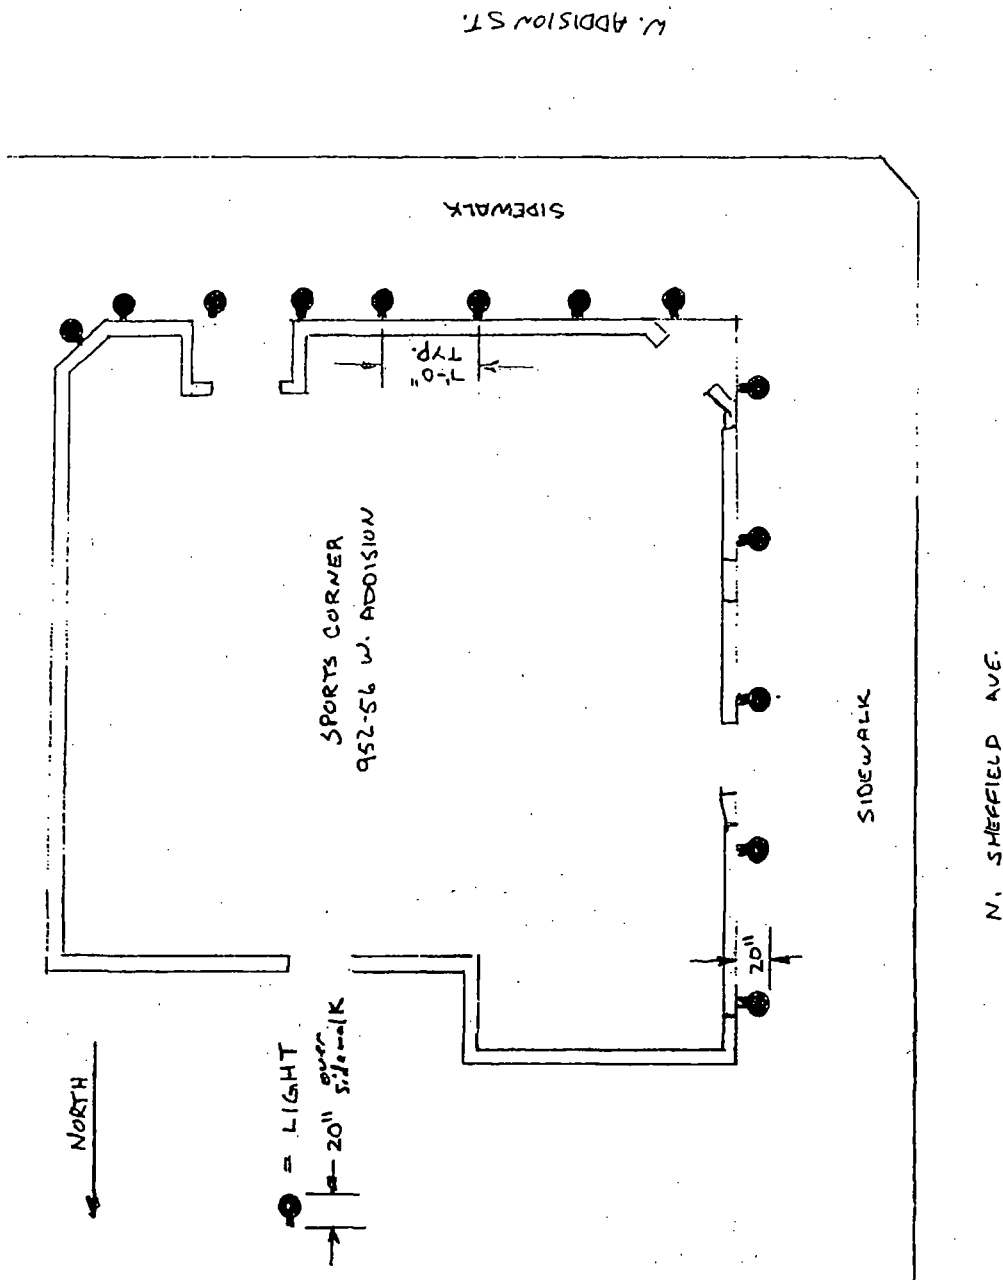 W. ADDISION ST.
SIDEWALK
7'-0"
TYP.
SPORTS CORNER
952-56 W. ADDISION
SIDEWALK
N. SHEFFIELD AVE.
20"
NORTH
= LIGHT
20" over
sidewalk